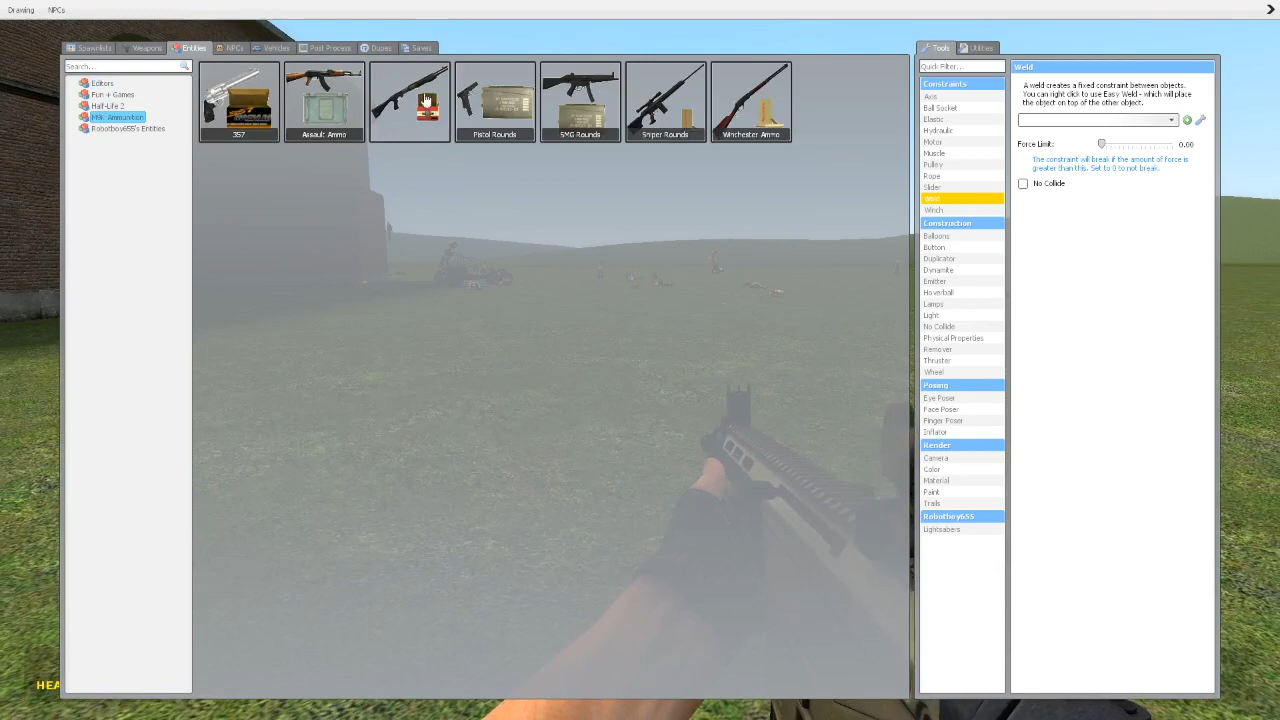 Drawing NPCs
Spawnlists Weapons Entities NPCs Vehicles Post Process Dupes Saves
Search...
Editors
Fun + Games
Half-Life 2
M9K Ammunition
Robotboy655's Entities
357 Assault Ammo Pistol Rounds SMG Rounds Sniper Rounds Winchester Ammo
Tools Utilities
Quick Filter...
Constraints
Axis
Ball Socket
Elastic
Hydraulic
Motor
Muscle
Pulley
Rope
Slider
Weld
Winch
Construction
Balloons
Button
Duplicator
Dynamite
Emitter
Hoverball
Lamps
Light
No Collide
Physical Properties
Remover
Thruster
Wheel
Posing
Eye Poser
Face Poser
Finger Poser
Inflator
Render
Camera
Color
Material
Paint
Trails
Robotboy655
Lightsabers
Weld
A weld creates a fixed constraint between objects.
You can right click to use Easy Weld - which will place
the object on top of the other object.
Force Limit: 0.00
The constraint will break if the amount of force is
greater than this. Set to 0 to not break.
No Collide
HEA